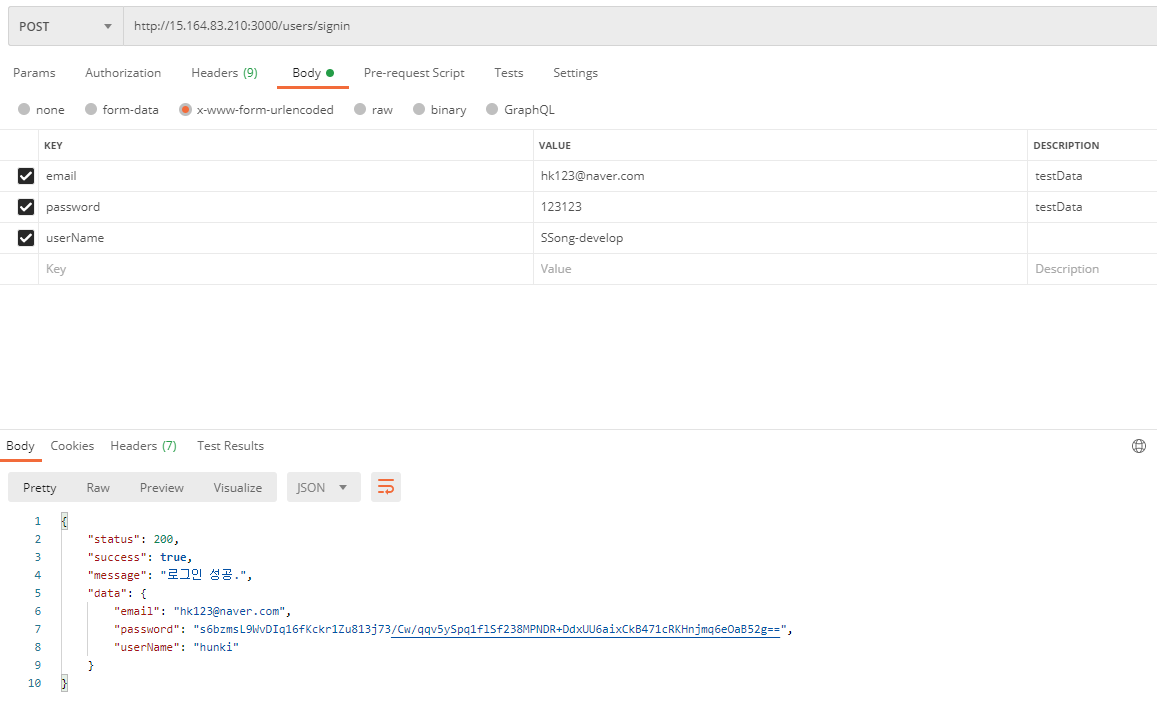 POST http://15.164.83.210:3000/users/signin
Params Authorization Headers (9) Body Pre-request Script Tests Settings
none form-data x-www-form-urlencoded raw binary GraphQL
KEY VALUE DESCRIPTION
email hk123@naver.com testData
password 123123 testData
userName SSong-develop
Key Value Description
Body Cookies Headers (7) Test Results
Pretty Raw Preview Visualize JSON
1 {
2 "status": 200,
3 "success": true,
4 "message": "로그인 성공.",
5 "data": {
6 "email": "hk123@naver.com",
7 "password": "s6bzmsL9WvDIq16fKckr1Zu813j73/Cw/qqv5ySpq1flSf238MPNDR+DdxUU6aixCkB471cRKHnjmq6eOaB52g==",
8 "userName": "hunki"
9 }
10 }